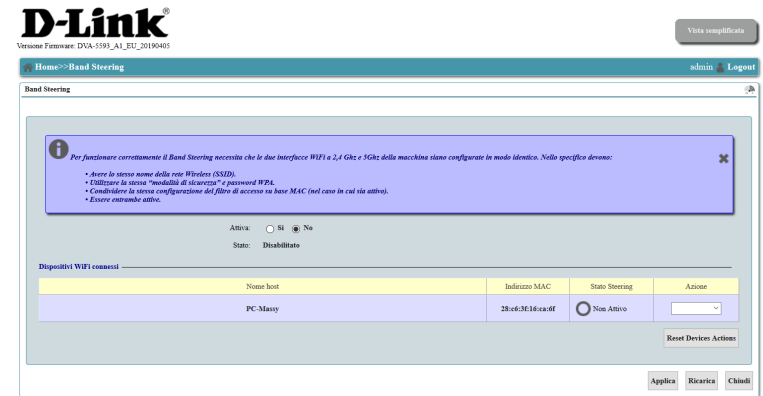 D-Link®
Versione Firmware: DVA-5593_A1_EU_20190405
Vista semplificata
Home>>Band Steering
admin Logout
Band Steering
Per funzionare correttamente il Band Steering necessita che le due interfacce WIFI a 2,4 Ghz e 5Ghz della macchina siano configurate in modo identico. Nello specifico devono:
• Avere lo stesso nome della rete Wireless (SSID).
• Utilizzare la stessa “modalità di sicurezza” e password WPA.
• Condividere la stessa configurazione del filtro di accesso su base MAC (nel caso in cui sia attivo).
• Essere entrambe attive.
Attiva: Sì No
Stato: Disabilitato
Dispositivi WiFi connessi
Nome host Indirizzo MAC Stato Steering Azione
PC-Massy 28:c6:3f:16:ca:6f Non Attivo
Reset Devices Actions
Applica Ricarica Chiudi